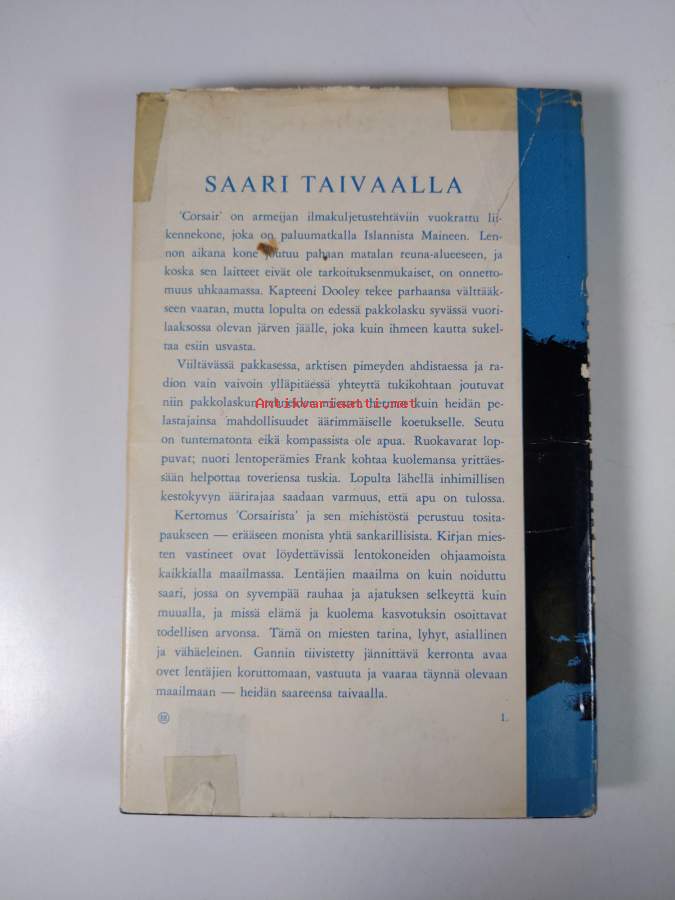 SAARI TAIVAALLA
'Corsair' on armeijan ilmakuljetustehtäviin vuokrattu lii-
kennekone, joka on paluumatkalla Islannista Maineen. Len-
non aikana kone joutuu pahaan matalan reuna-alueeseen, ja
koska sen laitteet eivät ole tarkoituksenmukaiset, on onnetto-
muus uhkaamassa. Kapteeni Dooley tekee parhaansa välttääk-
seen vaaran, mutta lopulta on edessä pakkolasku syvässä vuori-
laaksossa olevan järven jäälle, joka kuin ihmeen kautta sukel-
taa esiin usvasta.
Viiltävässä pakkasessa, arktisen pimeyden ahdistaessa ja ra-
dion vain vaivoin ylläpitäessä yhteyttä tukikohtaan joutuvat
niin pakkolaskun miesten hermot kuin heidän pe-
Antikvariaatti.net
lastajainsa mahdollisuudet äärimmäiselle koetukselle. Seutu
on tuntematonta eikä kompassista ole apua. Ruokavarat lop-
puvat; nuori lentoperämies Frank kohtaa kuolemansa yrittäes-
sään helpottaa toveriensa tuskia. Lopulta lähellä inhimillisen
kestokyvyn äärirajaa saadaan varmuus, että apu on tulossa.
Kertomus 'Corsairista' ja sen miehistöstä perustuu tosita-
paukseen — erääseen monista yhtä sankarillisista. Kirjan mies-
ten vastineet ovat löydettävissä lentokoneiden ohjaamoista
kaikkialla maailmassa. Lentäjien maailma on kuin noiduttu
saari, jossa on syvempää rauhaa ja ajatuksen selkeyttä kuin
muualla, ja missä elämä ja kuolema kasvotuksin osoittavat
todellisen arvonsa. Tämä on miesten tarina, lyhyt, asiallinen
ja vähäeleinen. Gannin tiivistetty jännittävä kerronta avaa
ovet lentäjien koruttomaan, vastuuta ja vaaraa täynnä olevaan
maailmaan — heidän saareensa taivaalla.
1.